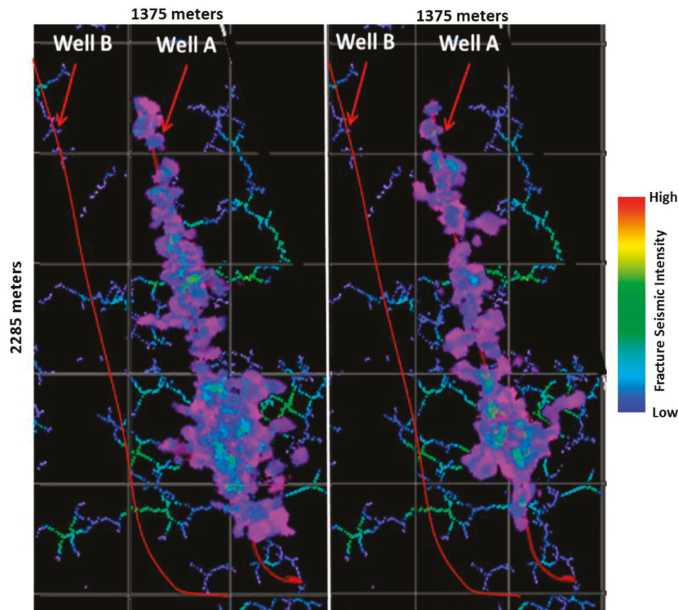 1375 meters
1375 meters
Well B
Well A
Well B
Well A
2285 meters
High
Fracture Seismic Intensity
Low